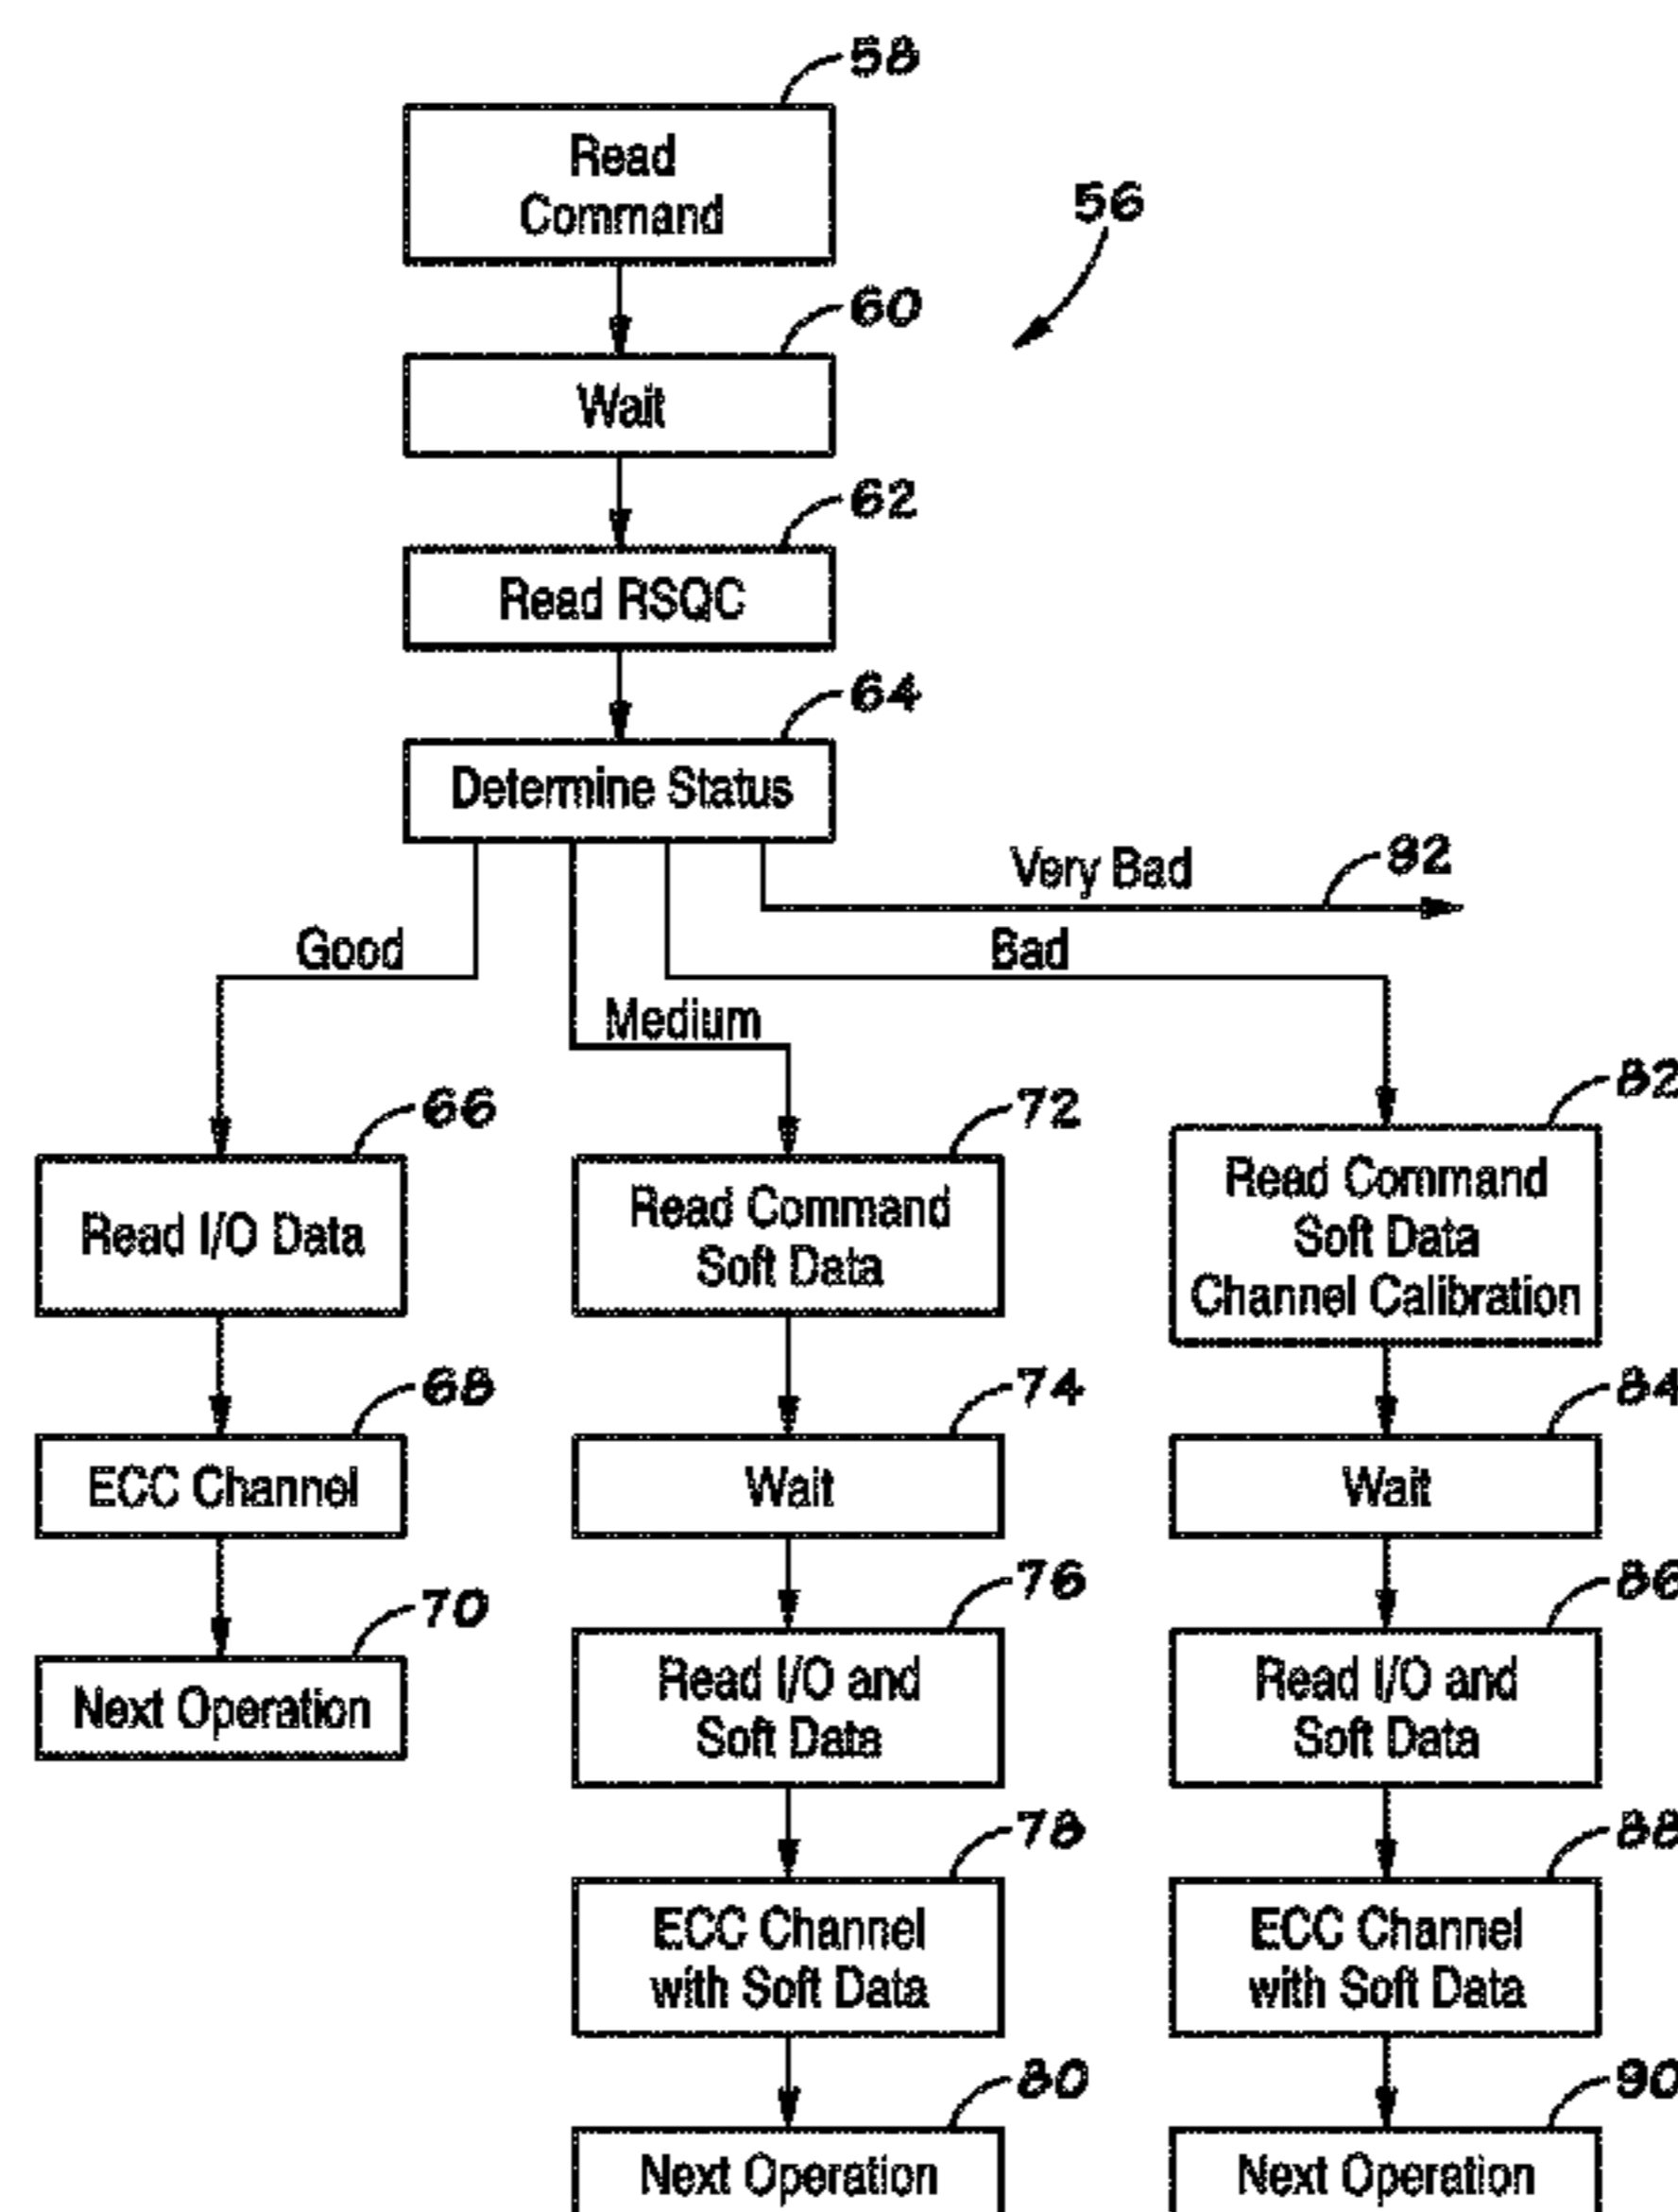 58
Read
Command
56
60
Wait
62
Read RSQC
64
Determine Status
Very Bad
92
Good
Bad
Medium
66
Read I/O Data
72
Read Command
Soft Data
82
Read Command
Soft Data
Channel Calibration
68
ECC Channel
74
Wait
84
Wait
70
Next Operation
76
Read I/O and
Soft Data
86
Read I/O and
Soft Data
78
ECC Channel
with Soft Data
88
ECC Channel
with Soft Data
80
Next Operation
90
Next Operation